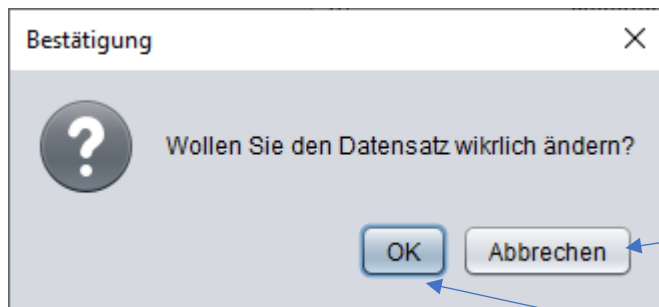 Bestätigung
Wollen Sie den Datensatz wikrlich ändern?
OK
Abbrechen